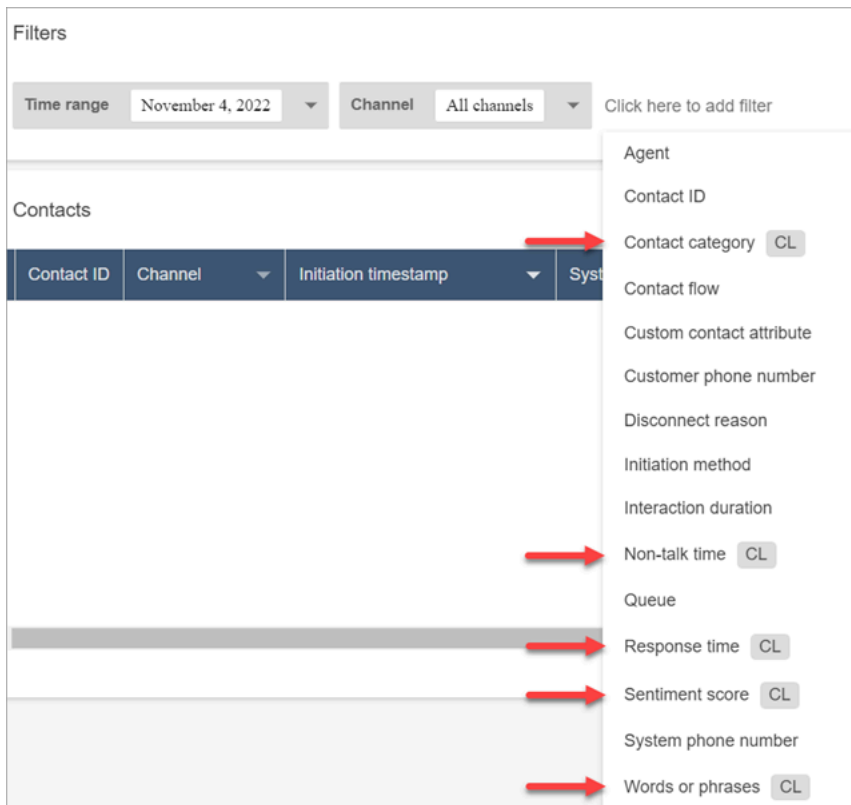 Filters
Time range November 4, 2022 Channel All channels Click here to add filter
Agent
Contact ID
Contact category CL
Contact flow
Custom contact attribute
Customer phone number
Disconnect reason
Initiation method
Interaction duration
Non-talk time CL
Queue
Response time CL
Sentiment score CL
System phone number
Words or phrases CL
Contacts
Contact ID Channel Initiation timestamp Syst